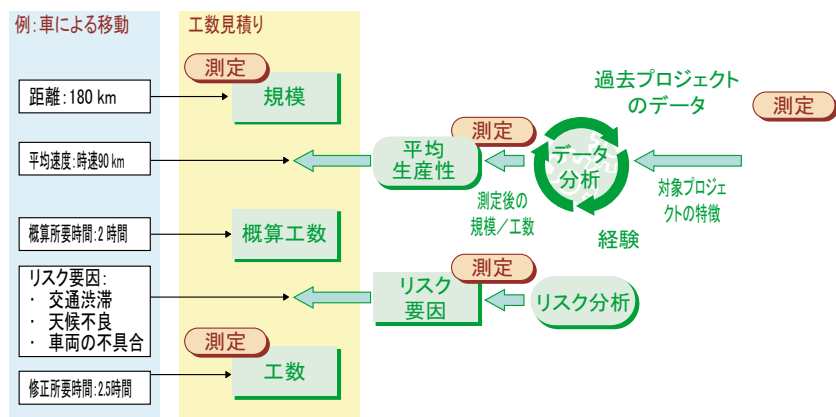 例：車による移動
工数見積り
測定
距離：180 km
規模
過去プロジェクト
のデータ
測定
平均速度：時速90 km
測定
平均
生産性
データ
分析
測定後の
規模／工数
対象プロジェ
クトの特徴
経験
概算所要時間：2 時間
概算工数
リスク要因：
・ 交通渋滞
・ 天候不良
・ 車両の不具合
測定
リスク
要因
リスク分析
測定
工数
修正所要時間：2.5時間